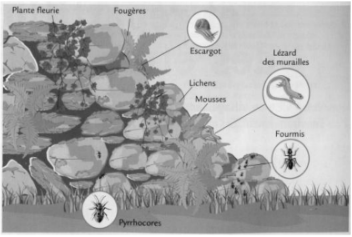 Plante fleurie
Fougères
Escargot
Lézard
des murailles
Lichens
Mousses
Fourmis
Pyrrhocores